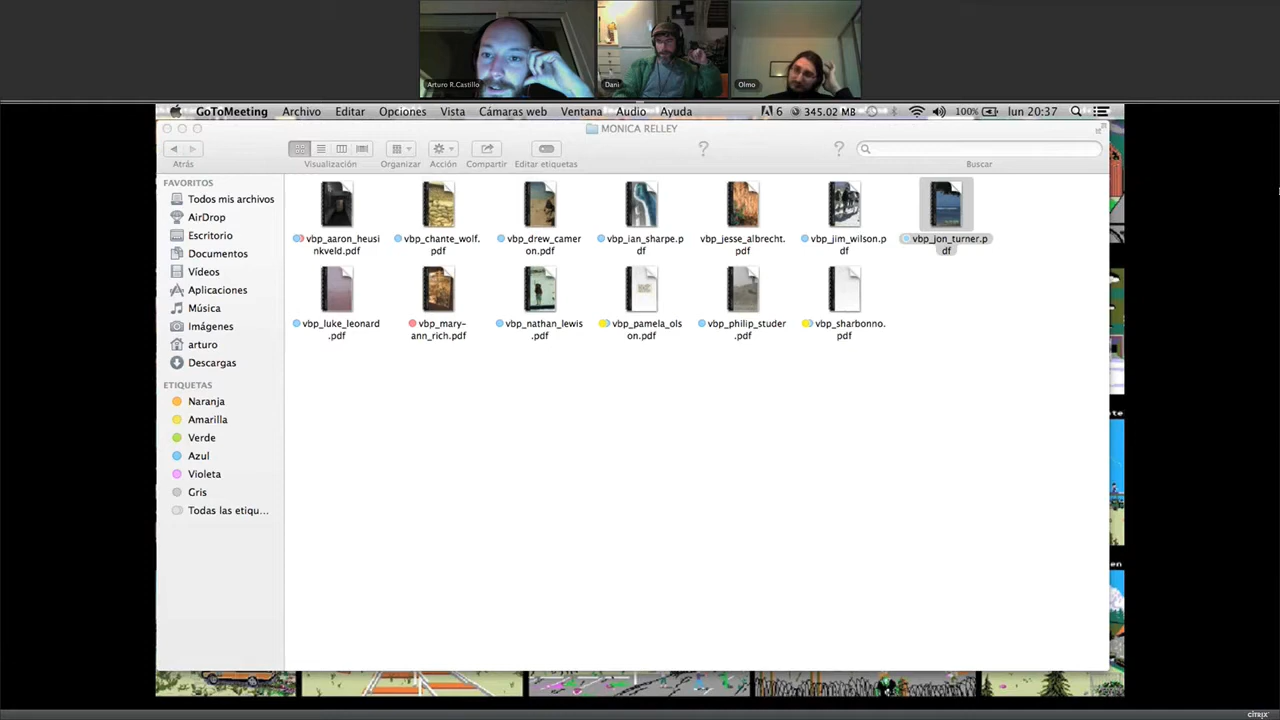 Arturo R.Castillo
Dani
Olmo
GoToMeeting Archivo Editar Opciones Vista Cámaras web Ventana Audio Ayuda 6 345.02 MB 100% lun 20:37
MONICA RELLEY
Atrás Visualización Organizar Acción Compartir Editar etiquetas ? ? Buscar
FAVORITOS
Todos mis archivos
AirDrop
Escritorio
Documentos
Vídeos
Aplicaciones
Música
Imágenes
arturo
Descargas
ETIQUETAS
Naranja
Amarilla
Verde
Azul
Violeta
Gris
Todas las etiqu...
vbp_aaron_heusi
nkveld.pdf
vbp_chante_wolf.
pdf
vbp_drew_camer
on.pdf
vbp_ian_sharpe.p
df
vbp_jesse_albrecht.
pdf
vbp_jim_wilson.p
df
vbp_jon_turner.p
df
vbp_luke_leonard
.pdf
vbp_mary-
ann_rich.pdf
vbp_nathan_lewis
.pdf
vbp_pamela_ols
on.pdf
vbp_philip_studer
.pdf
vbp_sharbonno.
pdf
CITRIX